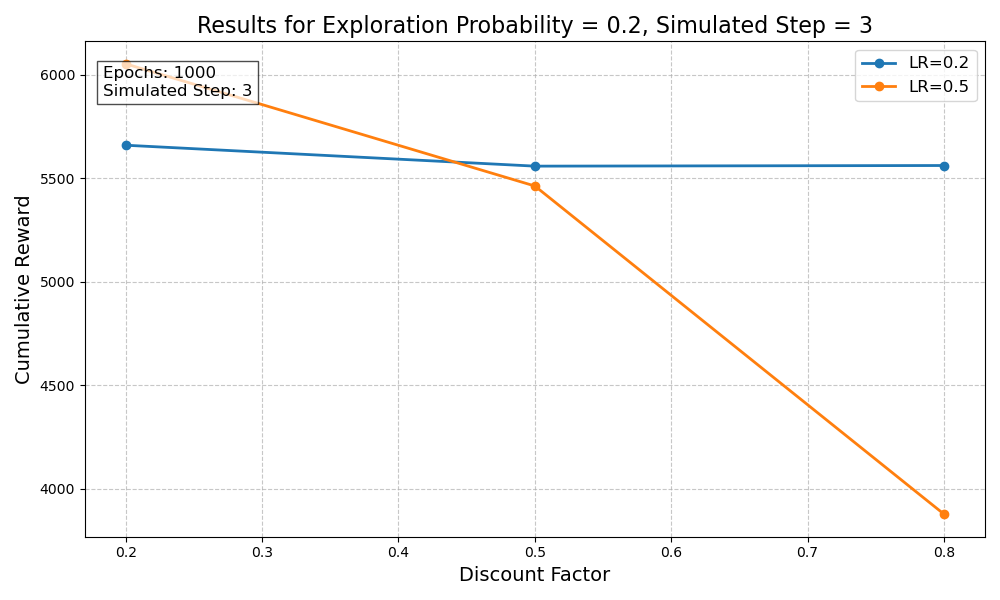 Results for Exploration Probability = 0.2, Simulated Step = 3
Epochs: 1000
Simulated Step: 3
LR=0.2
LR=0.5
Cumulative Reward
6000
5500
5000
4500
4000
0.2 0.3 0.4 0.5 0.6 0.7 0.8
Discount Factor